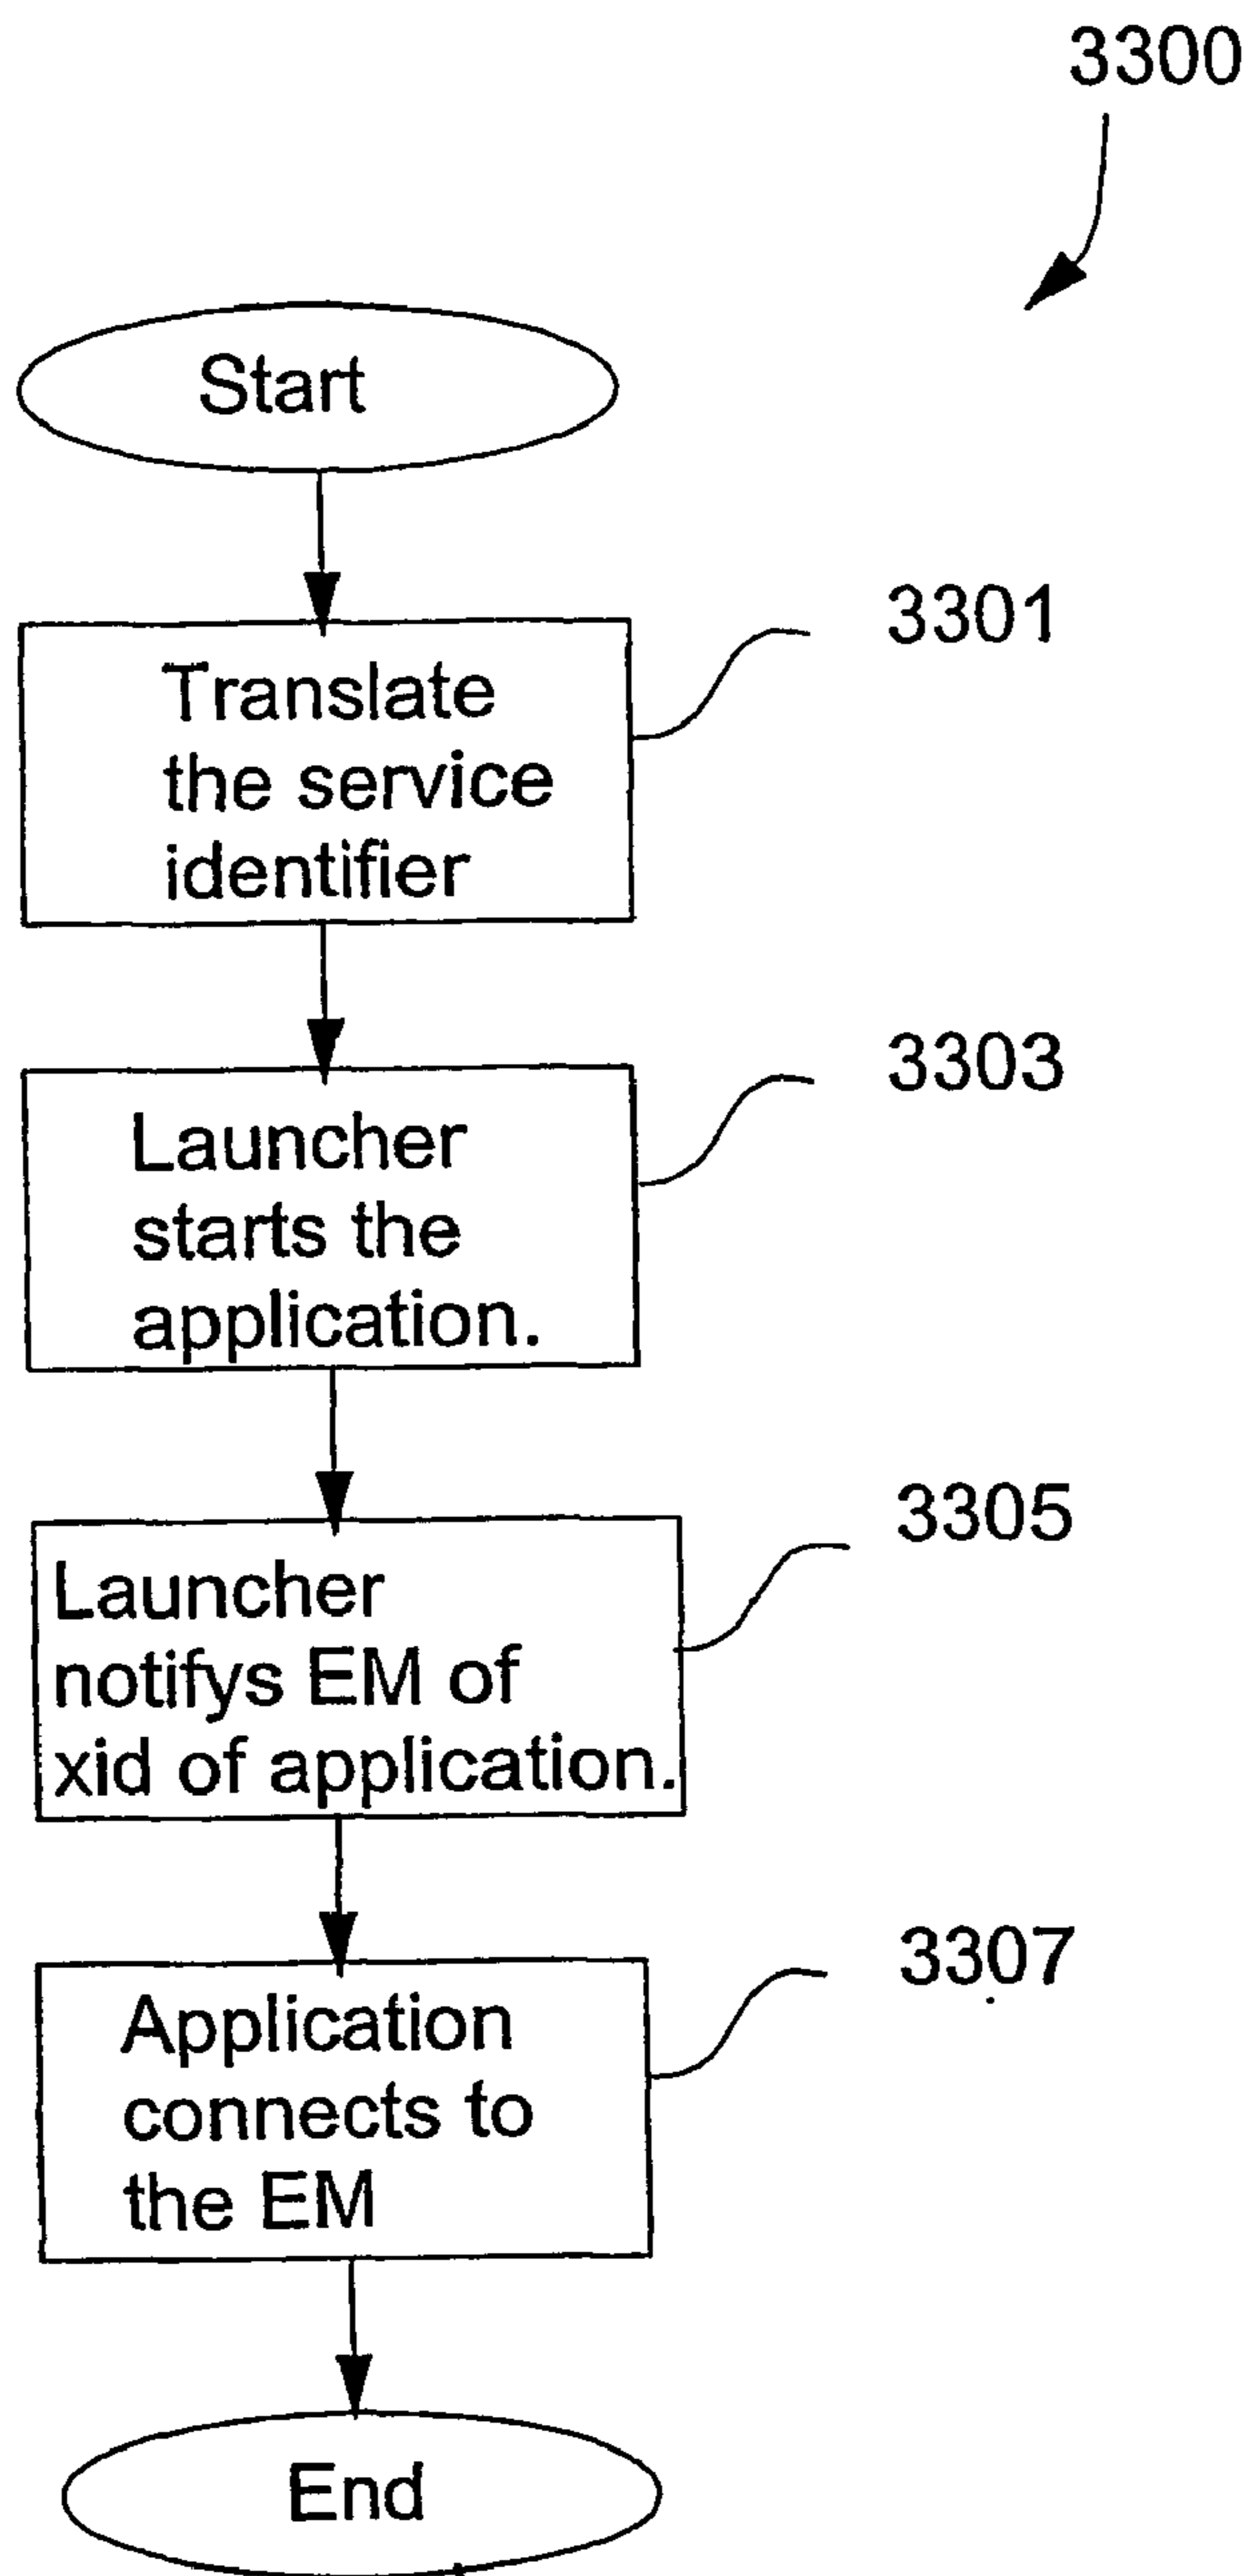 3300
Start
3301
Translate
the service
identifier
3303
Launcher
starts the
application.
3305
Launcher
notifys EM of
xid of application.
3307
Application
connects to
the EM
End